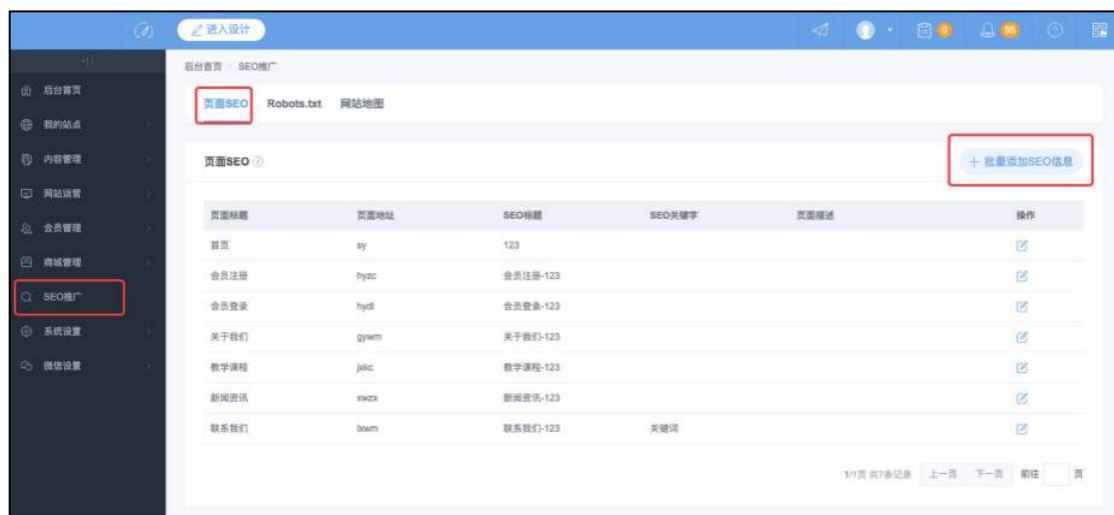 进入设计
0
55
后台首页 SEO推广
后台首页
我的站点
内容管理
网站运营
会员管理
商城管理
SEO推广
系统设置
微信设置
页面SEO Robots.txt 网站地图
页面SEO
+ 批量添加SEO信息
页面标题 页面地址 SEO标题 SEO关键字 页面描述 操作
首页 sy 123
会员注册 hyzc 会员注册-123
会员登录 hydl 会员登录-123
关于我们 gywm 关于我们-123
教学课程 jxkc 教学课程-123
新闻资讯 xwzx 新闻资讯-123
联系我们 lxwm 联系我们-123 关键词
1/1页 共7条记录 上一页 下一页 前往 页